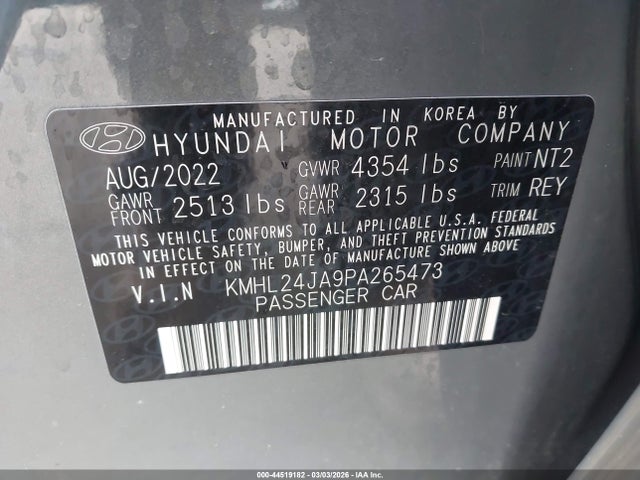 MANUFACTURED IN KOREA BY
HYUNDAI MOTOR COMPANY
AUG/2022 GVWR 4354 lbs PAINT NT2
GAWR FRONT 2513 lbs GAWR REAR 2315 lbs TRIM REY
THIS VEHICLE CONFORMS TO ALL APPLICABLE U.S.A. FEDERAL
MOTOR VEHICLE SAFETY, BUMPER, AND THEFT PREVENTION STANDARDS
IN EFFECT ON THE DATE OF MANUFACTURE SHOWN ABOVE
V.I.N KMHL24JA9PA265473
PASSENGER CAR
000-44519182 | 03/03/2026 - IAA Inc.